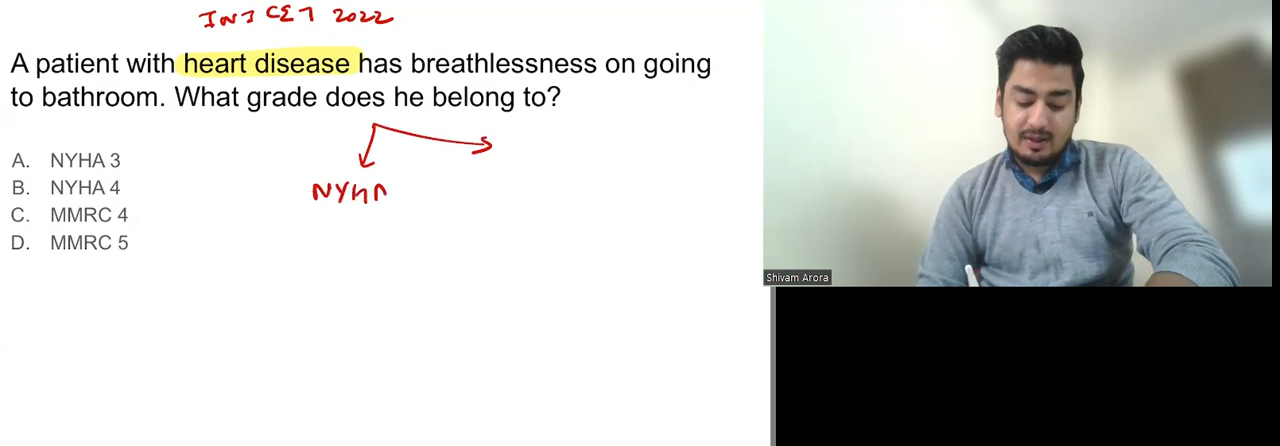 INI CET 2022
A patient with heart disease has breathlessness on going
to bathroom. What grade does he belong to?
A. NYHA 3
B. NYHA 4
C. MMRC 4
D. MMRC 5
NYHA
Shivam Arora